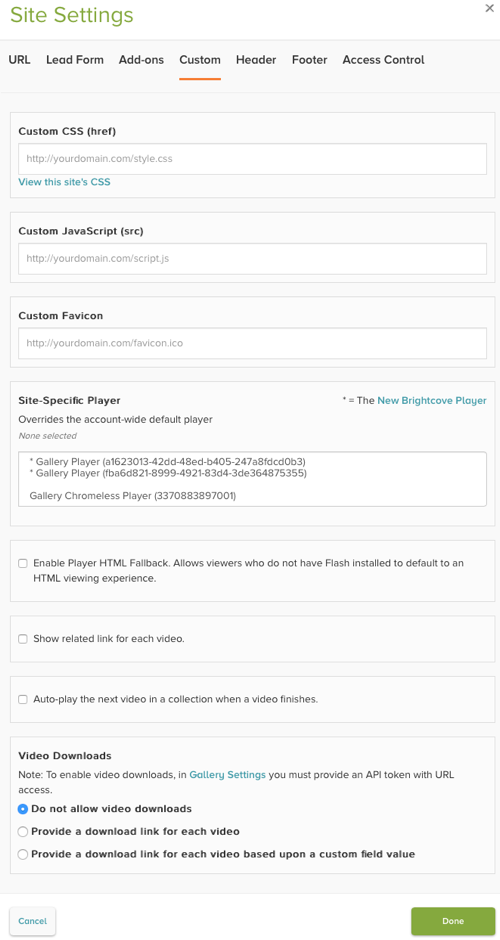 Site Settings
×
URL Lead Form Add-ons Custom Header Footer Access Control
Custom CSS (href)
http://yourdomain.com/style.css
View this site's CSS
Custom JavaScript (src)
http://yourdomain.com/script.js
Custom Favicon
http://yourdomain.com/favicon.ico
Site-Specific Player * = The New Brightcove Player
Overrides the account-wide default player
None selected
* Gallery Player (a1623013-42dd-48ed-b405-247a8fdcd0b3)
* Gallery Player (fba6d821-8999-4921-83d4-3de364875355)
Gallery Chromeless Player (3370883897001)
Enable Player HTML Fallback. Allows viewers who do not have Flash installed to default to an
HTML viewing experience.
Show related link for each video.
Auto-play the next video in a collection when a video finishes.
Video Downloads
Note: To enable video downloads, in Gallery Settings you must provide an API token with URL
access.
Do not allow video downloads
Provide a download link for each video
Provide a download link for each video based upon a custom field value
Cancel Done